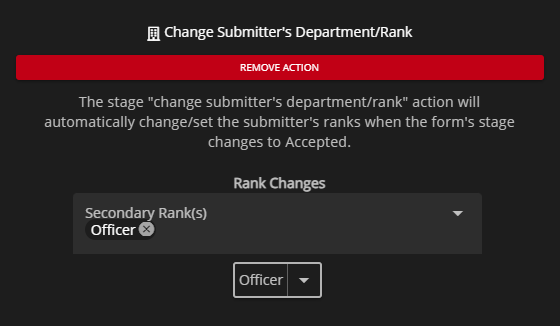 Change Submitter's Department/Rank
REMOVE ACTION
The stage "change submitter's department/rank" action will
automatically change/set the submitter's ranks when the form's stage
changes to Accepted.
Rank Changes
Secondary Rank(s)
Officer
Officer